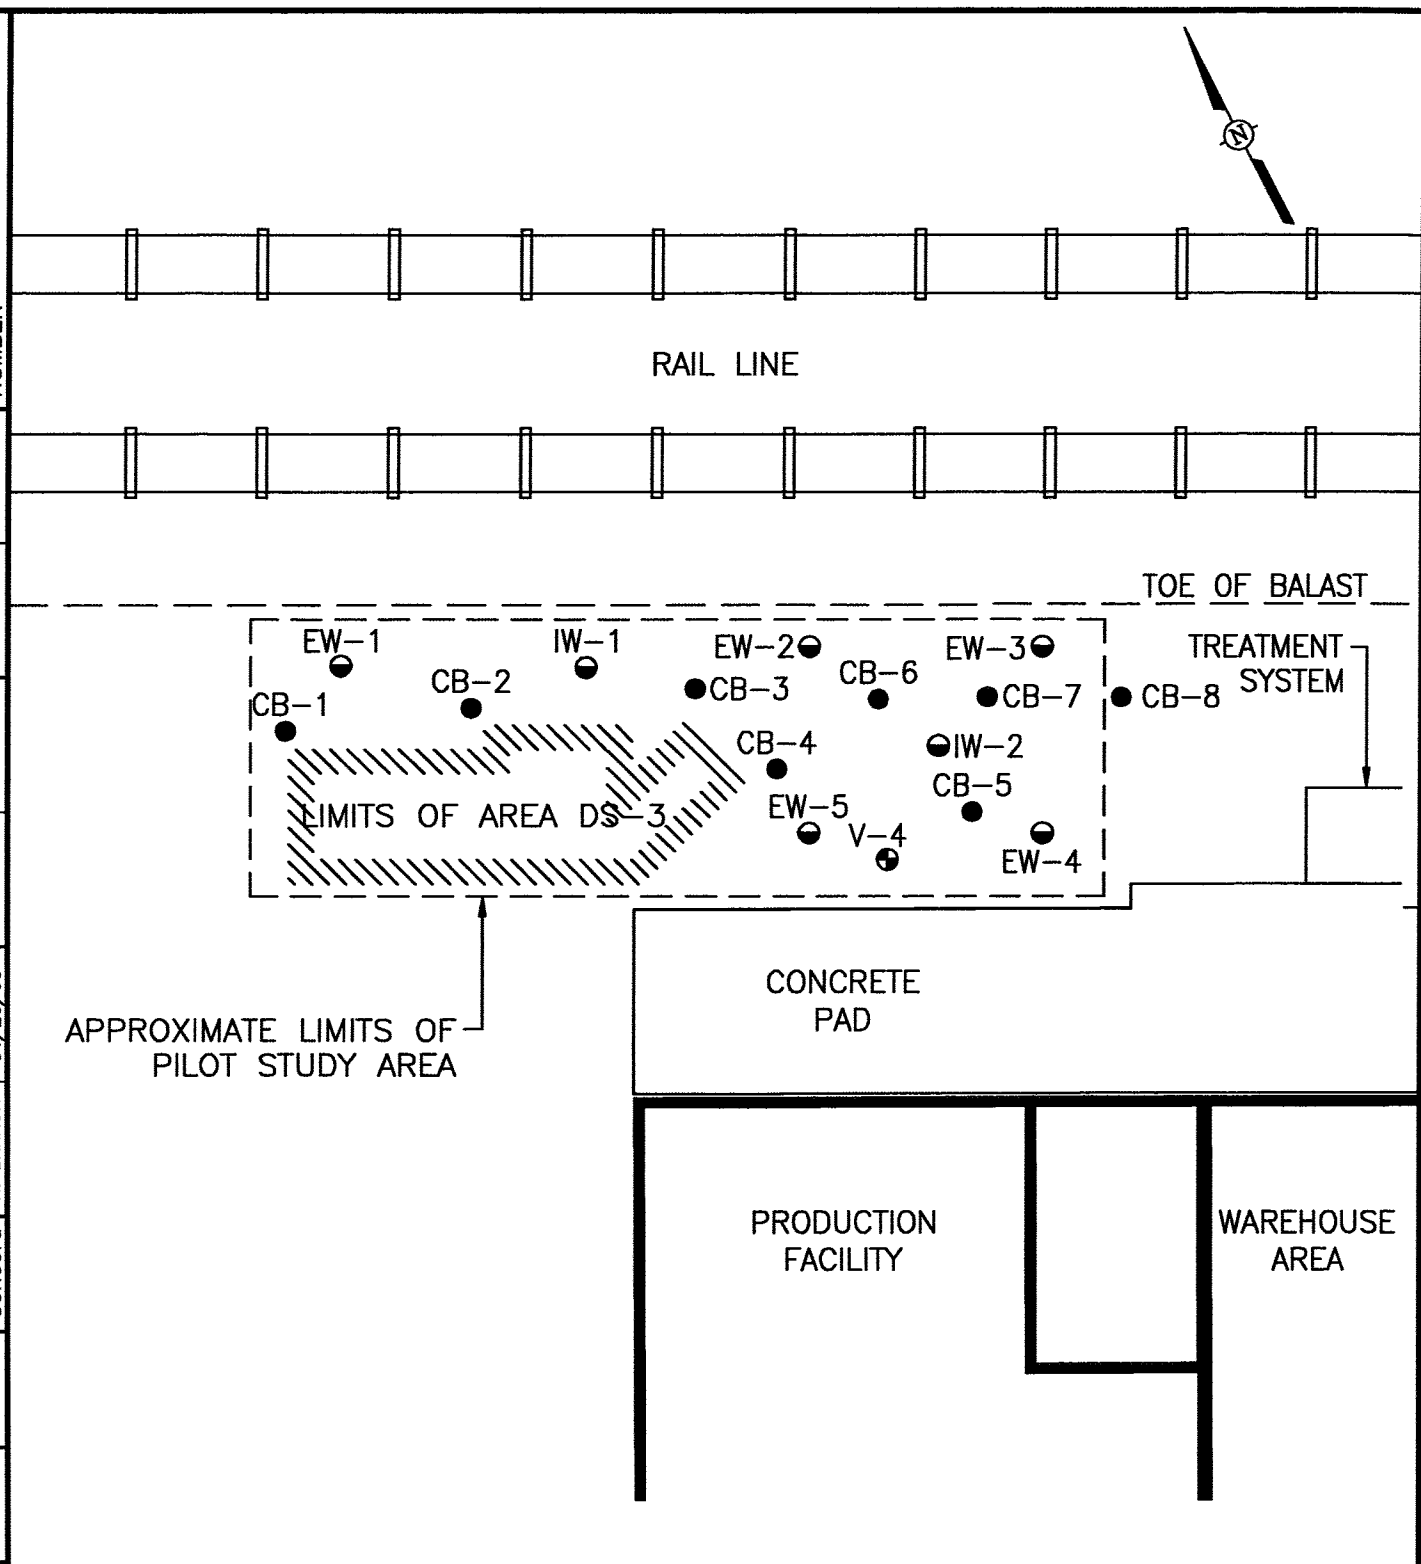 N
RAIL LINE
TOE OF BALAST
EW-1
IW-1
EW-2
EW-3
TREATMENT
SYSTEM
CB-1
CB-2
CB-3
CB-6
CB-7
CB-8
CB-4
IW-2
CB-5
LIMITS OF AREA DS-3
EW-5
V-4
EW-4
CONCRETE
PAD
APPROXIMATE LIMITS OF
PILOT STUDY AREA
PRODUCTION
FACILITY
WAREHOUSE
AREA